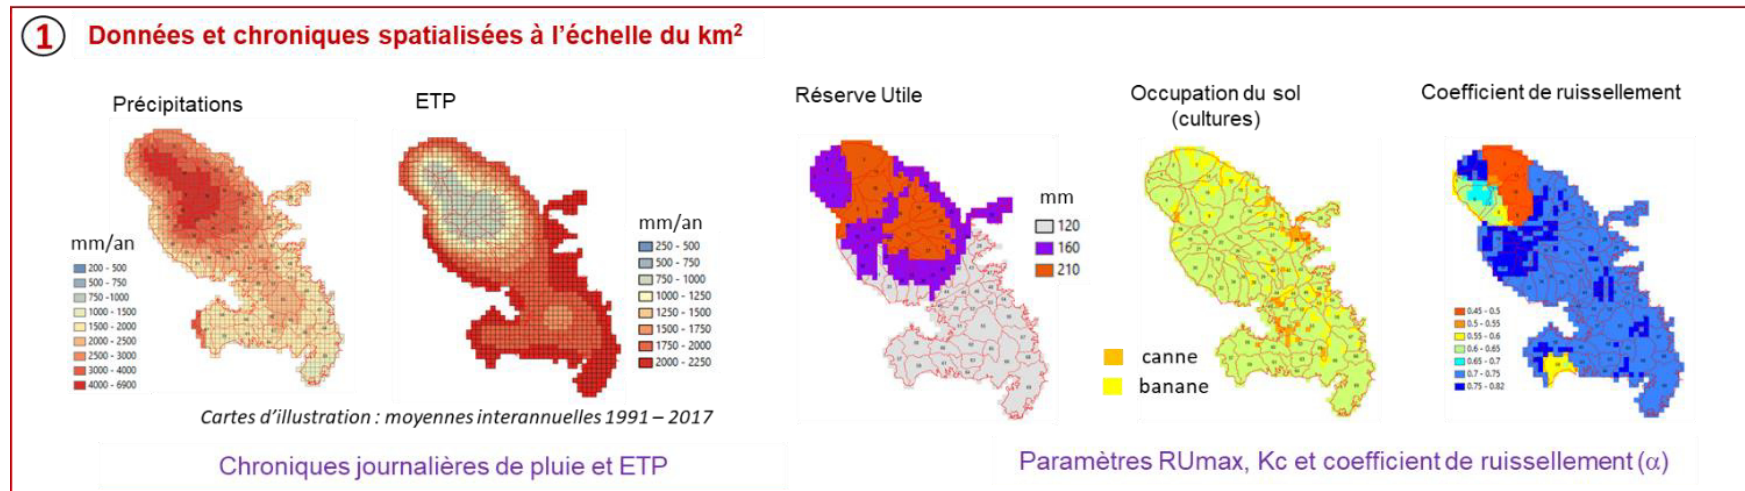 1 Données et chroniques spatialisées à l’échelle du km²
Précipitations
ETP
Réserve Utile
Occupation du sol
(cultures)
Coefficient de ruissellement
mm/an
200 - 500
500 - 750
750 -1000
1000 - 1500
1500 - 2000
2000 - 2500
2500 - 3000
3000 - 4000
4000 - 6900
mm/an
250 - 500
500 - 750
750 - 1000
1000 - 1250
1250 - 1500
1500 - 1750
1750 - 2000
2000 - 2250
mm
120
160
210
canne
banane
0.45 - 0.5
0.5 - 0.55
0.55 - 0.6
0.6 - 0.65
0.65 - 0.7
0.7 - 0.75
0.75 - 0.82
Cartes d’illustration : moyennes interannuelles 1991 – 2017
Chroniques journalières de pluie et ETP
Paramètres RUmax, Kc et coefficient de ruissellement (α)